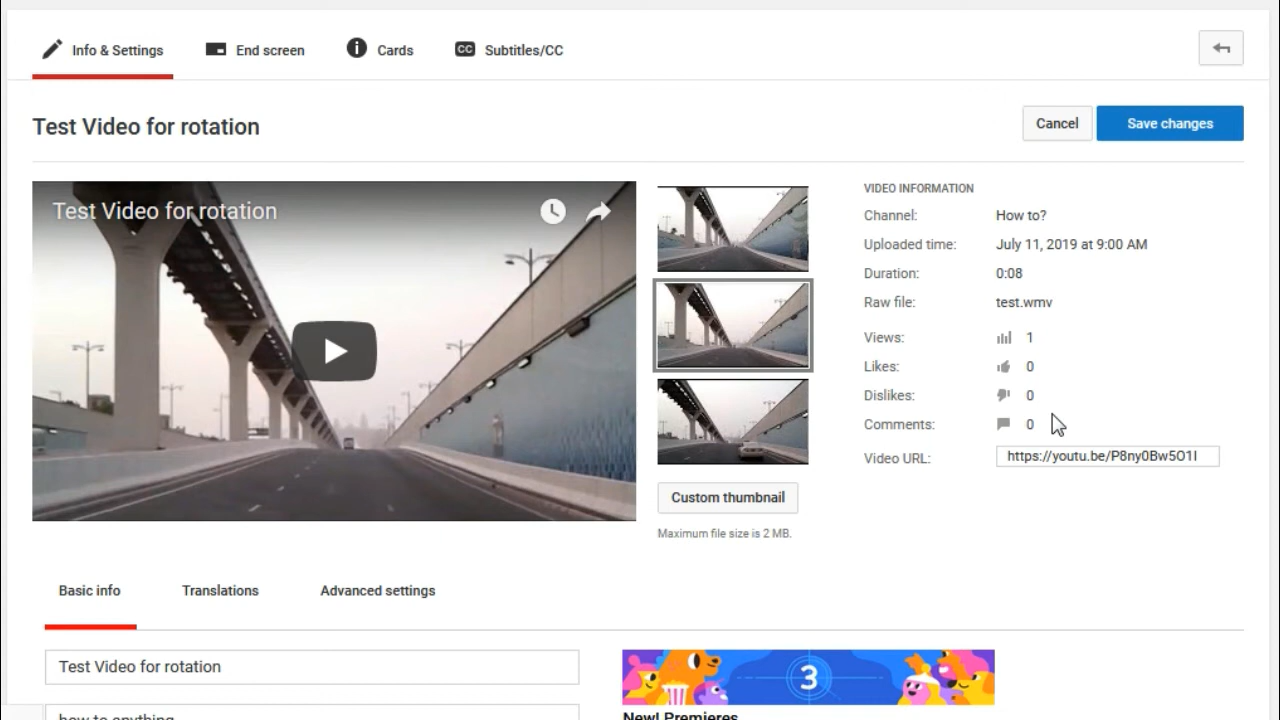 Info & Settings
End screen
Cards
CC Subtitles/CC
Test Video for rotation
Cancel
Save changes
Test Video for rotation
VIDEO INFORMATION
Channel: How to?
Uploaded time: July 11, 2019 at 9:00 AM
Duration: 0:08
Raw file: test.wmv
Views: 1
Likes: 0
Dislikes: 0
Comments: 0
Video URL: https://youtu.be/P8ny0Bw5O1I
Custom thumbnail
Maximum file size is 2 MB.
Basic info
Translations
Advanced settings
Test Video for rotation
3
how to anything
New! Premieres